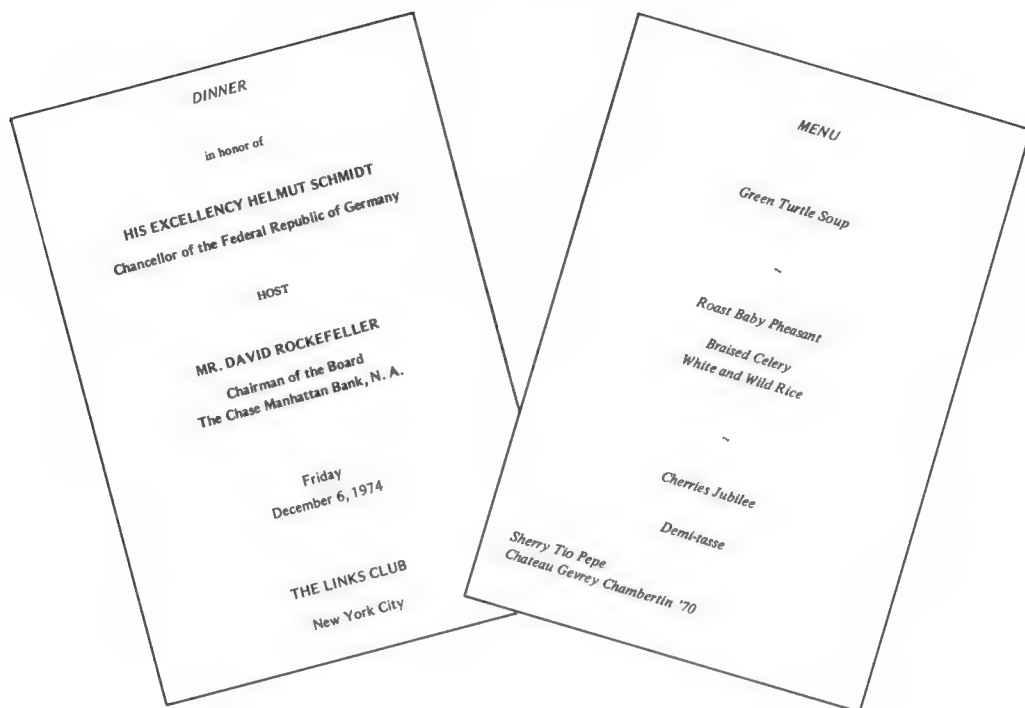 DINNER
in honor of
HIS EXCELLENCY HELMUT SCHMIDT
Chancellor of the Federal Republic of Germany
HOST
MR. DAVID ROCKEFELLER
Chairman of the Board
The Chase Manhattan Bank, N. A.
Friday
December 6, 1974
THE LINKS CLUB
New York City
MENU
Green Turtle Soup
~
Roast Baby Pheasant
Braised Celery
White and Wild Rice
~
Cherries Jubilee
Demi-tasse
Sherry Tio Pepe
Chateau Gevrey Chambertin '70